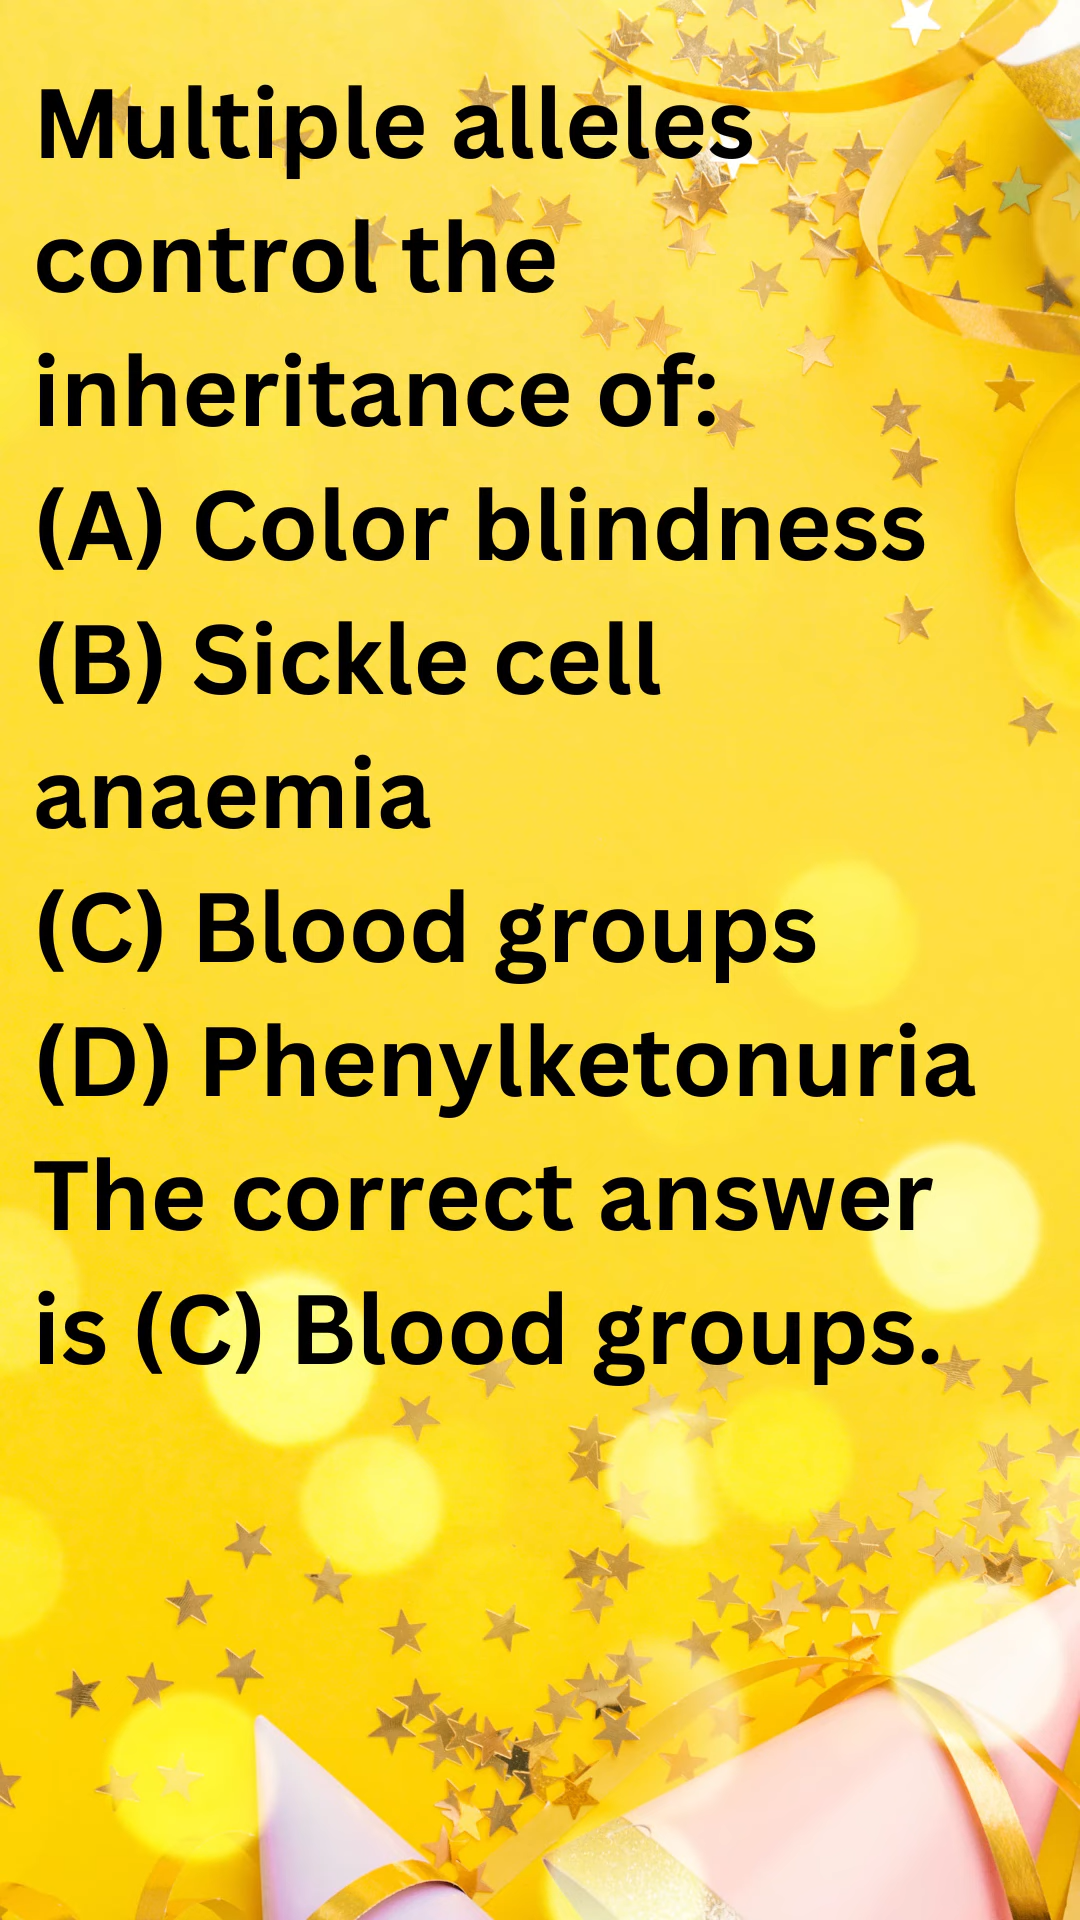 Multiple alleles
control the
inheritance of:
(A) Color blindness
(B) Sickle cell
anaemia
(C) Blood groups
(D) Phenylketonuria
The correct answer
is (C) Blood groups.